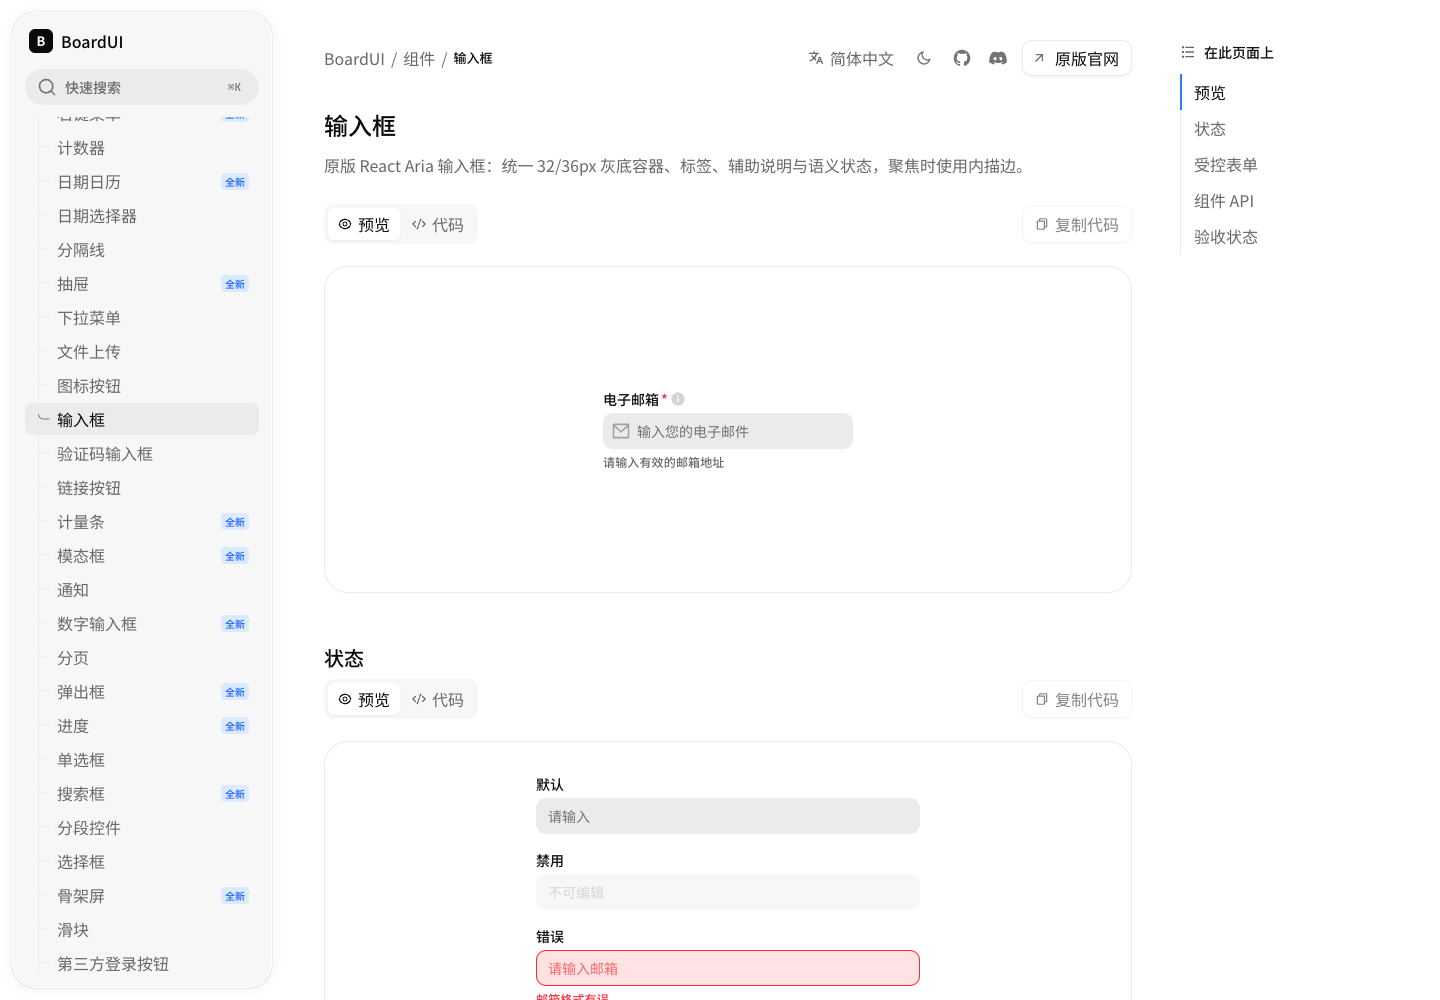 B BoardUI
快速搜索 ⌘K
右键菜单 全新
计数器
日期日历 全新
日期选择器
分隔线
抽屉 全新
下拉菜单
文件上传
图标按钮
输入框
验证码输入框
链接按钮
计量条 全新
模态框 全新
通知
数字输入框 全新
分页
弹出框 全新
进度 全新
单选框
搜索框 全新
分段控件
选择框
骨架屏 全新
滑块
第三方登录按钮
BoardUI / 组件 / 输入框
简体中文
原版官网
输入框
原版 React Aria 输入框：统一 32/36px 灰底容器、标签、辅助说明与语义状态，聚焦时使用内描边。
预览 代码
复制代码
电子邮箱 *
输入您的电子邮件
请输入有效的邮箱地址
状态
预览 代码
复制代码
默认
请输入
禁用
不可编辑
错误
请输入邮箱
邮箱格式有误
在此页面上
预览
状态
受控表单
组件 API
验收状态